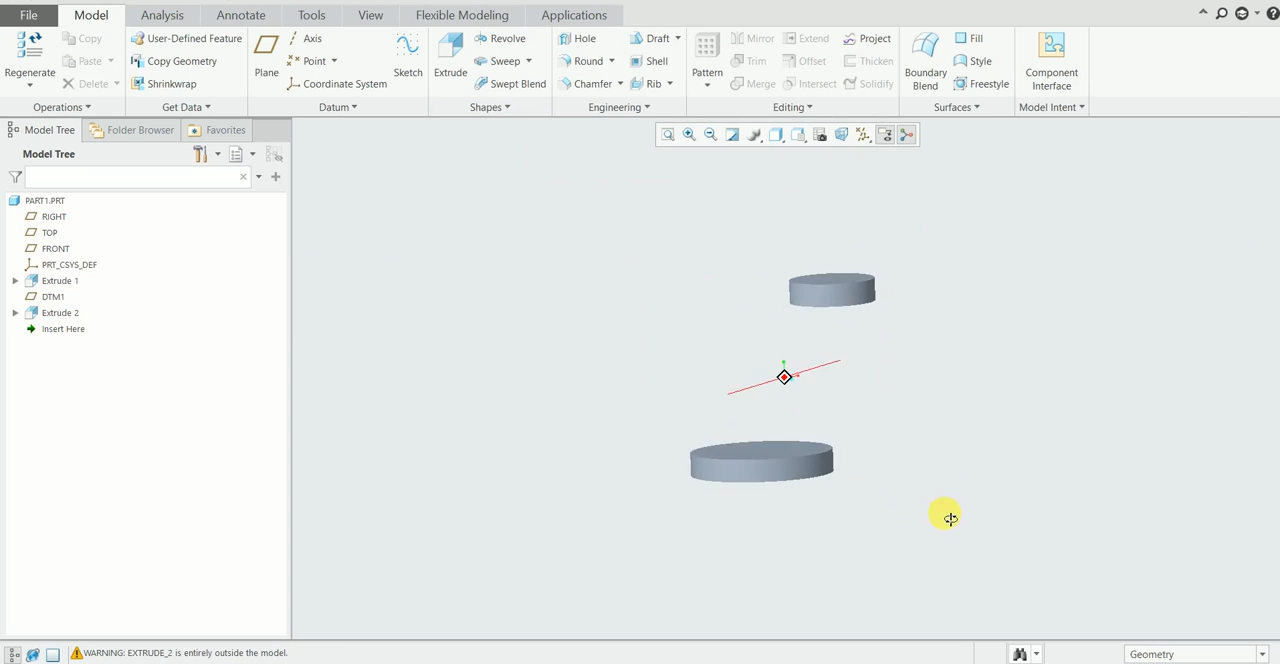 File Model Analysis Annotate Tools View Flexible Modeling Applications
Regenerate
Copy
Paste
Delete
Operations
User-Defined Feature
Copy Geometry
Shrinkwrap
Get Data
Plane
Axis
Point
Coordinate System
Sketch
Datum
Extrude
Revolve
Sweep
Swept Blend
Shapes
Hole
Round
Chamfer
Draft
Shell
Rib
Engineering
Pattern
Mirror
Trim
Merge
Extend
Offset
Intersect
Project
Thicken
Solidify
Editing
Boundary
Blend
Fill
Style
Freestyle
Surfaces
Component
Interface
Model Intent
Model Tree Folder Browser Favorites
Model Tree
PART1.PRT
RIGHT
TOP
FRONT
PRT_CSYS_DEF
Extrude 1
DTM1
Extrude 2
Insert Here
WARNING: EXTRUDE_2 is entirely outside the model.
Geometry